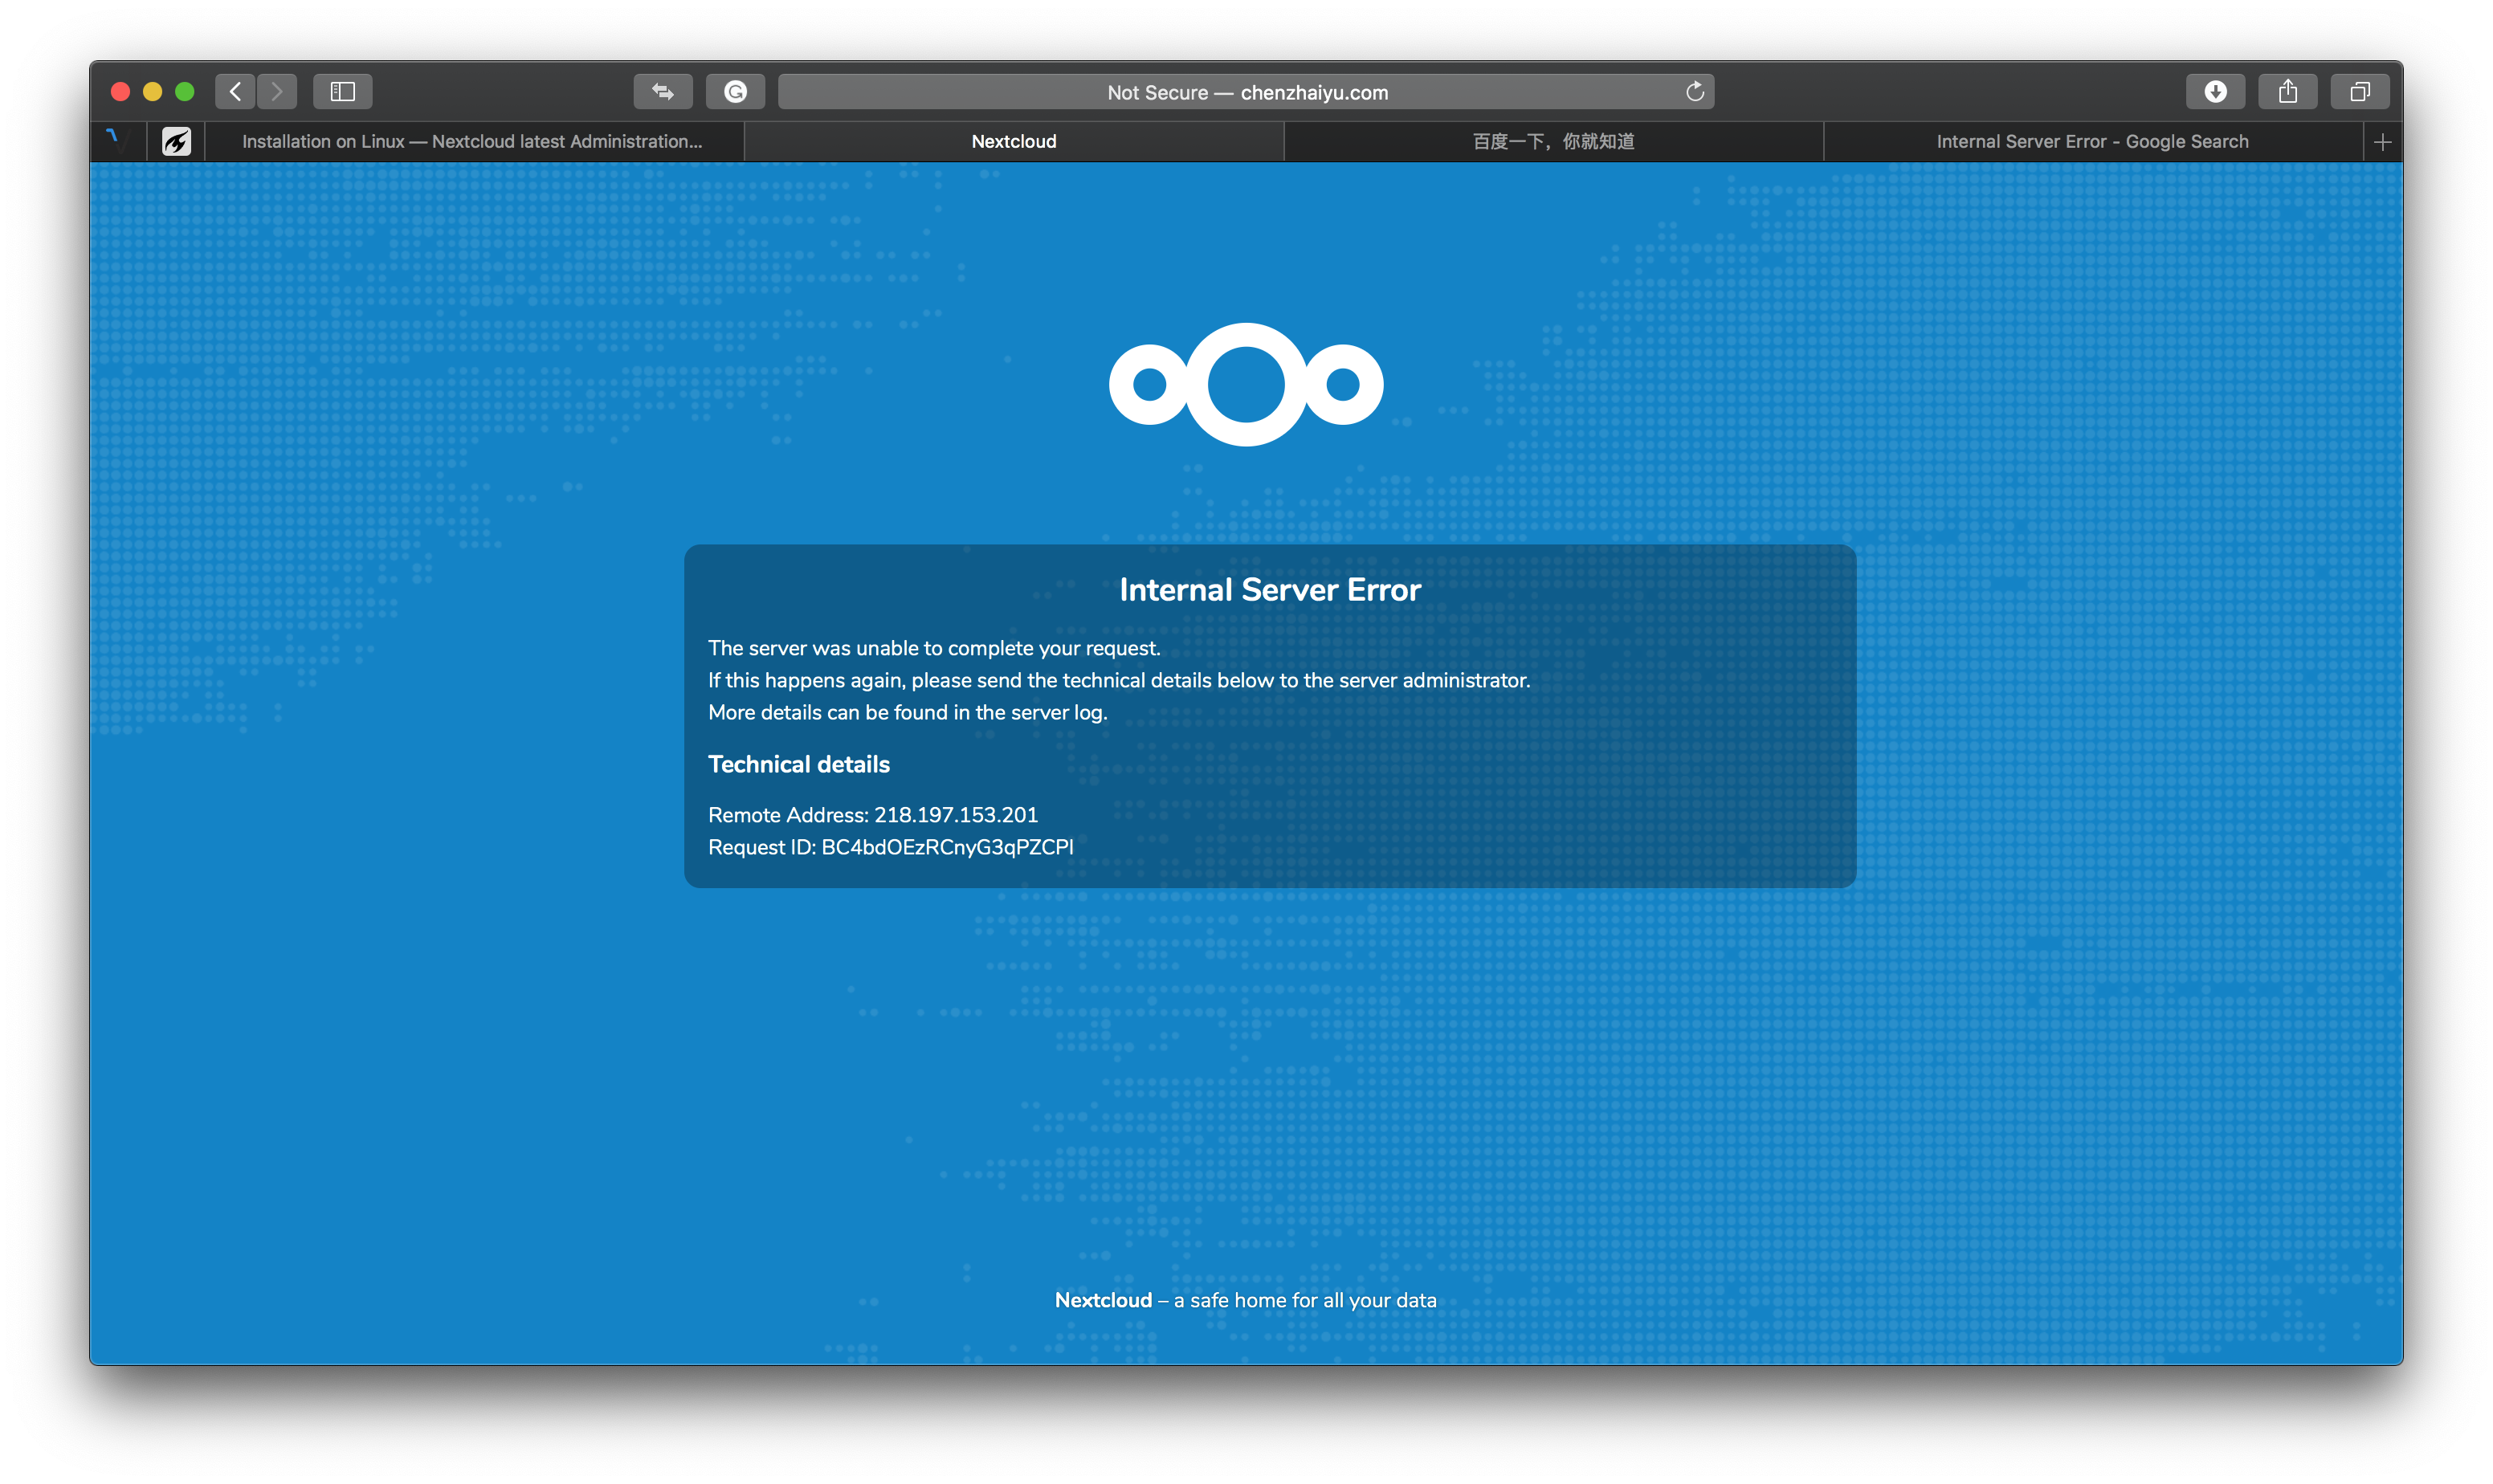 Not Secure — chenzhaiyu.com
Installation on Linux — Nextcloud latest Administration...
Nextcloud
百度一下，你就知道
Internal Server Error - Google Search
Internal Server Error
The server was unable to complete your request.
If this happens again, please send the technical details below to the server administrator.
More details can be found in the server log.
Technical details
Remote Address: 218.197.153.201
Request ID: BC4bdOEzRCnyG3qPZCPI
Nextcloud – a safe home for all your data